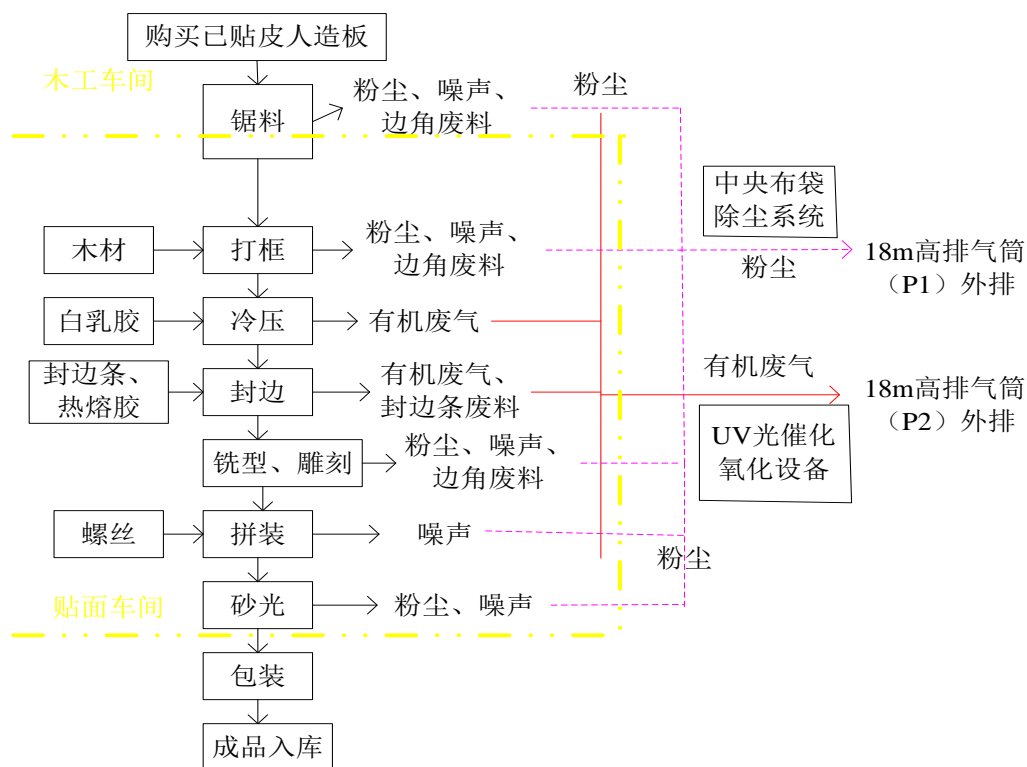 购买已贴皮人造板
木工车间
锯料
粉尘、噪声、
边角废料
粉尘
中央布袋
除尘系统
木材
打框
粉尘、噪声、
边角废料
粉尘
18m高排气筒
（P1）外排
白乳胶
冷压
有机废气
封边条、
热熔胶
封边
有机废气、
封边条废料
有机废气
18m高排气筒
（P2）外排
UV光催化
氧化设备
铣型、雕刻
粉尘、噪声、
边角废料
螺丝
拼装
噪声
粉尘
贴面车间
砂光
粉尘、噪声
包装
成品入库